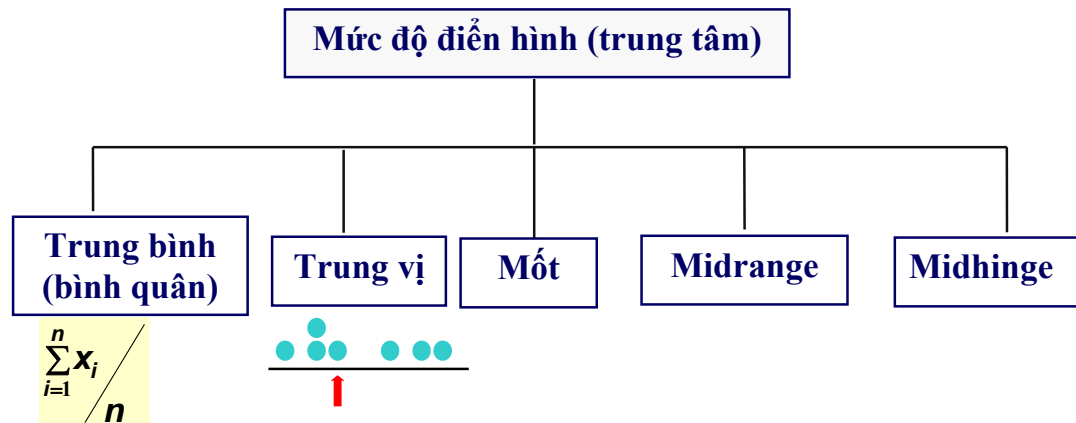 Mức độ điển hình (trung tâm)
Trung bình
(bình quân)
Trung vị
Mốt
Midrange
Midhinge
n
∑ xᵢ
i=1
n